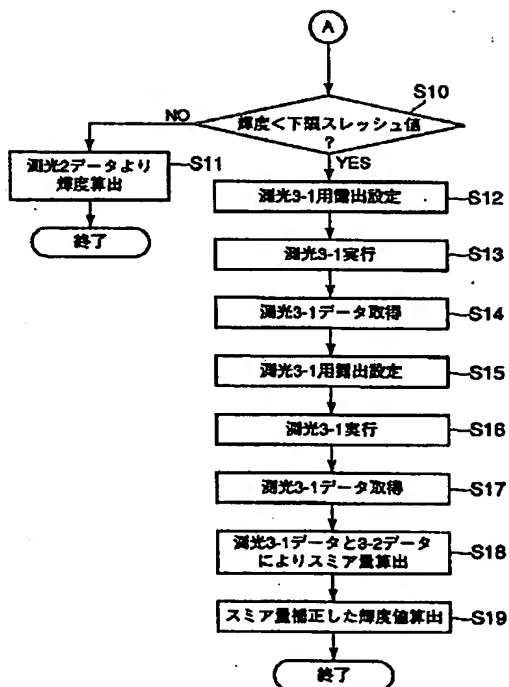 A
S10
輝度<下限スレッシュ値
?
NO
YES
測光2データより
輝度算出
S11
終了
測光3-1用露出設定
S12
測光3-1実行
S13
測光3-1データ取得
S14
測光3-1用露出設定
S15
測光3-1実行
S16
測光3-1データ取得
S17
測光3-1データと3-2データ
によりスミア量算出
S18
スミア量補正した輝度値算出
S19
終了